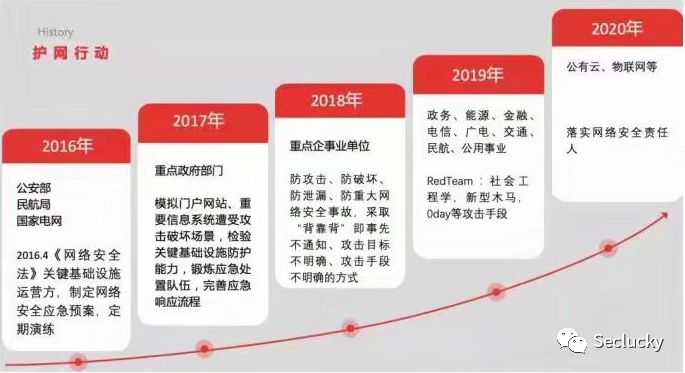 History
护网行动
2016年
公安部
民航局
国家电网
2016.4《网络安全
法》关键基础设施
运营方，制定网络
安全应急预案，定
期演练
2017年
重点政府部门
模拟门户网站、重
要信息系统遭受攻
击破坏场景，检验
关键基础设施防护
能力，锻炼应急处
置队伍，完善应急
响应流程
2018年
重点企事业单位
防攻击、防破坏、
防泄漏、防重大网
络安全事故，采取
“背靠背”即事先
不通知、攻击目标
不明确、攻击手段
不明确的方式
2019年
政务、能源、金融、
电信、广电、交通、
民航、公用事业
RedTeam：社会工
程学，新型木马，
0day等攻击手段
2020年
公有云、物联网等
落实网络安全责任
人
Seclucky